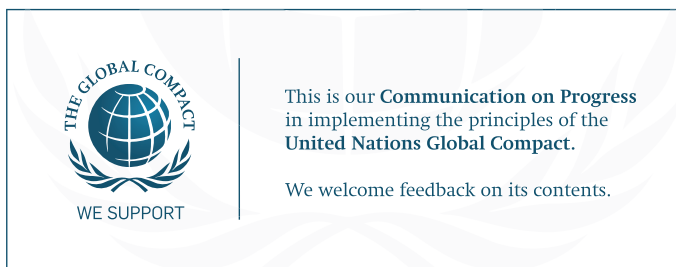 THE GLOBAL COMPACT
WE SUPPORT
This is our Communication on Progress
in implementing the principles of the
United Nations Global Compact.
We welcome feedback on its contents.